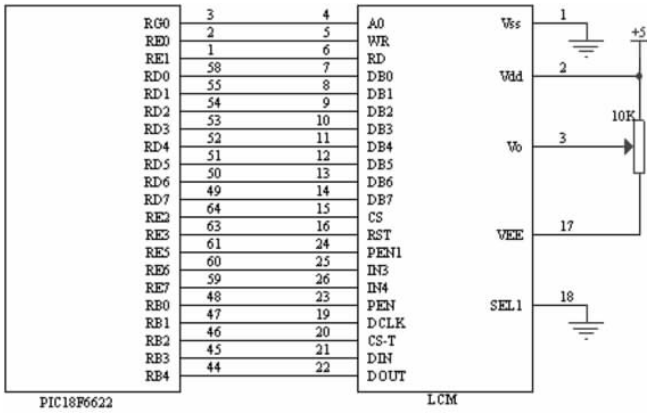 RG0 3 4 A0 Vss 1
RE0 2 5 WR +5
RE1 1 6 RD
RD0 58 7 DB0 Vdd 2
RD1 55 8 DB1
RD2 54 9 DB2 10K
RD3 53 10 DB3
RD4 52 11 DB4 Vo 3
RD5 51 12 DB5
RD6 50 13 DB6
RD7 49 14 DB7
RE2 64 15 CS
RE3 63 16 RST VEE 17
RE5 61 24 PEN1
RE6 60 25 IN3
RE7 59 26 IN4
RB0 48 23 PEN SEL1 18
RB1 47 19 DCLK
RB2 46 20 CS-T
RB3 45 21 DIN
RB4 44 22 DOUT
PIC18F6622 LCM